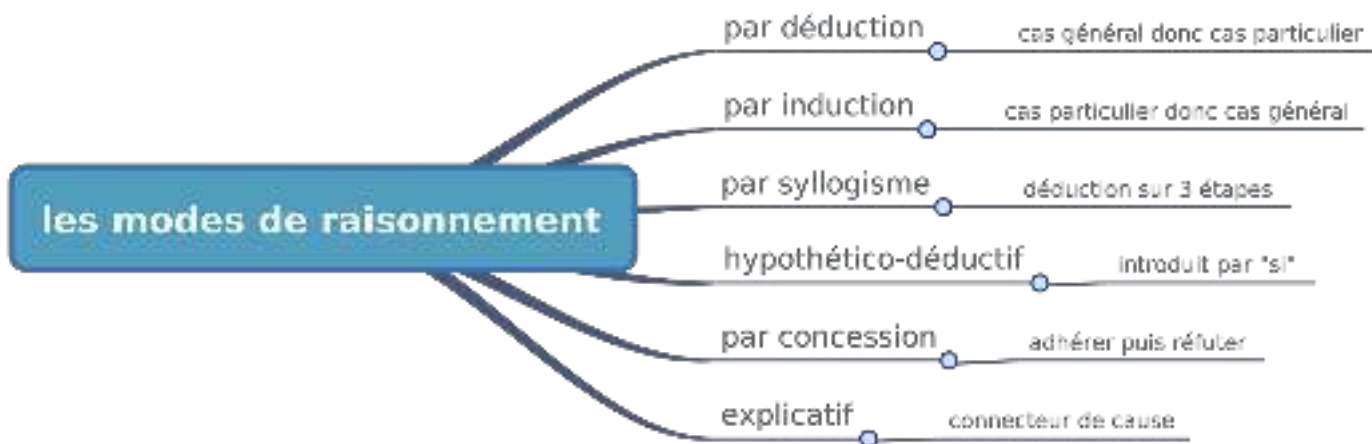 par déduction
cas général donc cas particulier
par induction
cas particulier donc cas général
les modes de raisonnement
par syllogisme
déduction sur 3 étapes
hypothético-déductif
introduit par "si"
par concession
adhérer puis réfuter
explicatif
connecteur de cause